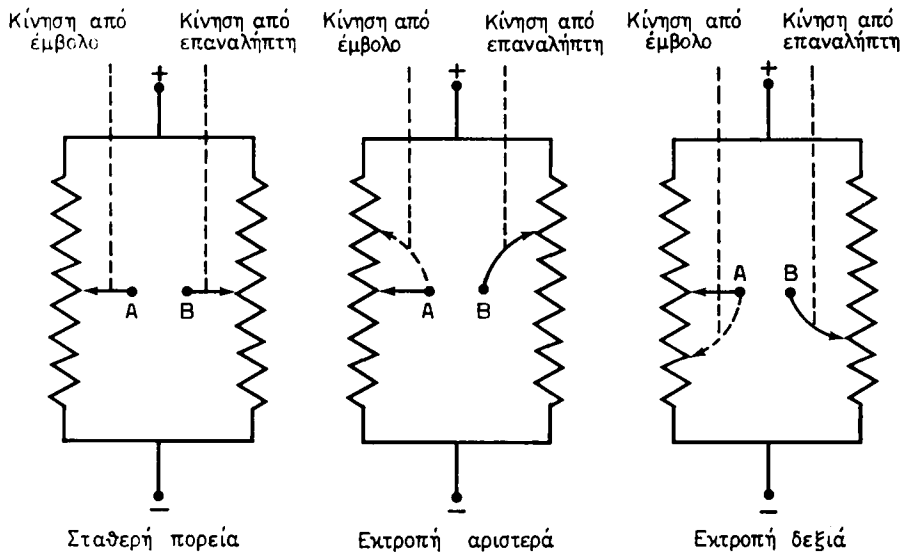 Κίνηση από
έμβολο
Κίνηση από
επαναλήπτη
+
A
B
−
Σταθερή πορεία
Κίνηση από
έμβολο
Κίνηση από
επαναλήπτη
+
A
B
−
Εκτροπή αριστερά
Κίνηση από
έμβολο
Κίνηση από
επαναλήπτη
+
A
B
−
Εκτροπή δεξιά